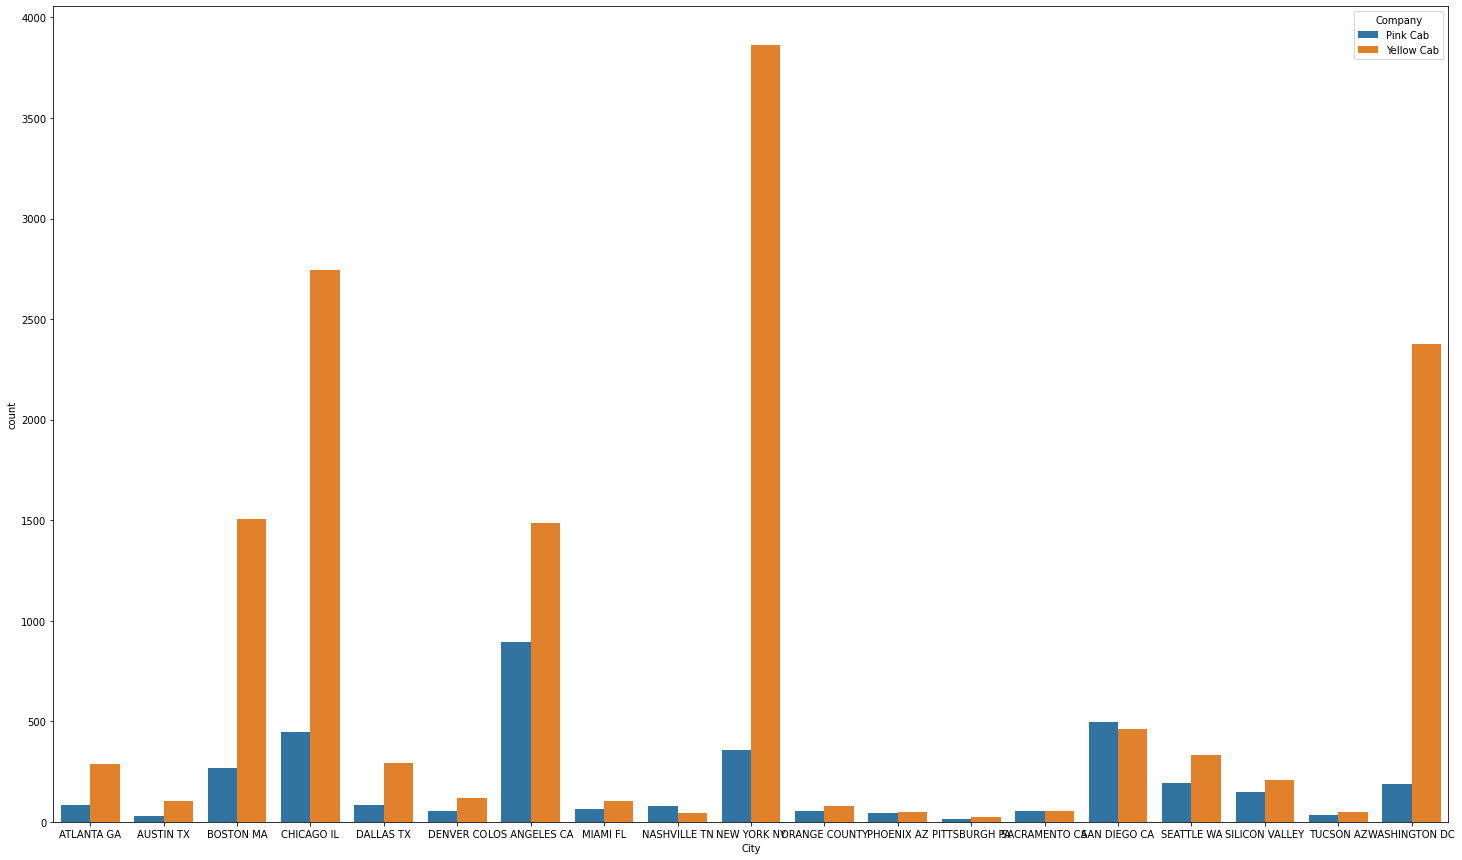 Company
Pink Cab
Yellow Cab
4000
3500
3000
2500
2000
1500
1000
500
0
count
ATLANTA GA
AUSTIN TX
BOSTON MA
CHICAGO IL
DALLAS TX
DENVER CO
LOS ANGELES CA
MIAMI FL
NASHVILLE TN
NEW YORK NY
ORANGE COUNTY
PHOENIX AZ
PITTSBURGH PA
SACRAMENTO CA
SAN DIEGO CA
SEATTLE WA
SILICON VALLEY
TUCSON AZ
WASHINGTON DC
City